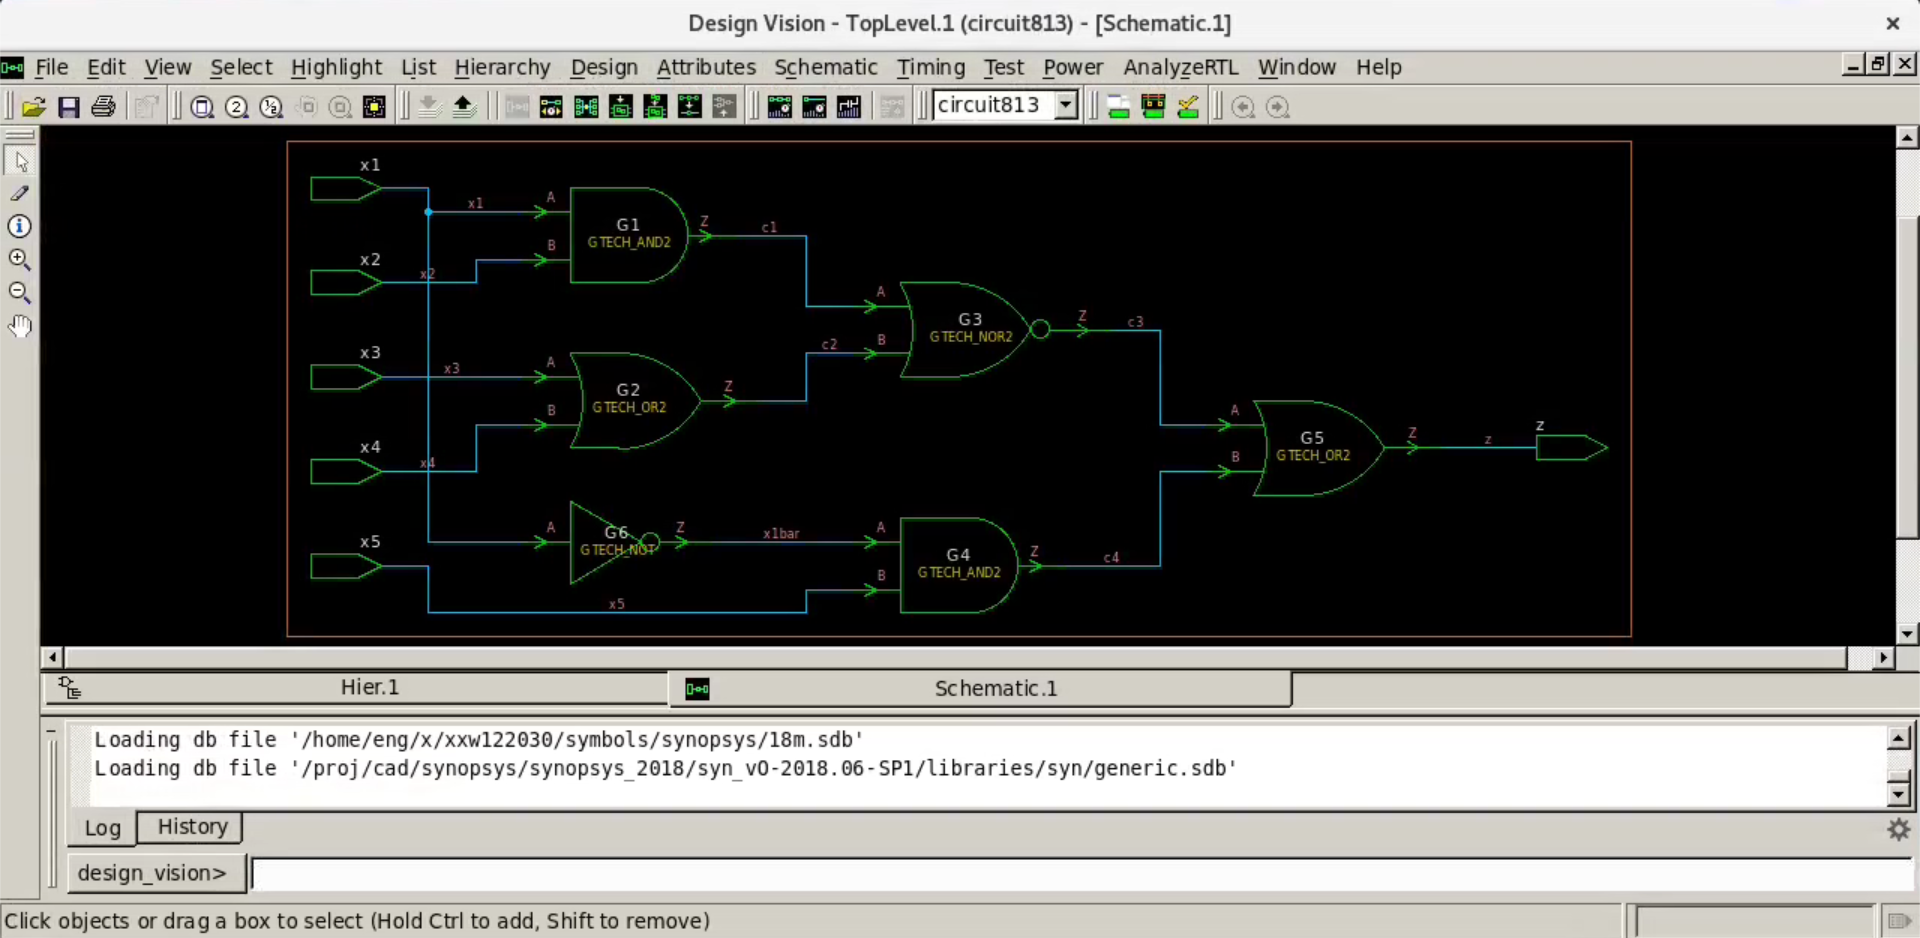 Design Vision - TopLevel.1 (circuit813) - [Schematic.1]
File Edit View Select Highlight List Hierarchy Design Attributes Schematic Timing Test Power AnalyzeRTL Window Help
2 ½ circuit813
x1
x1 A
G1 Z c1
GTECH_AND2
B
x2
x2
A
G3 Z c3
GTECH_NOR2
c2 B
x3
x3 A
G2 Z
GTECH_OR2
B
x4
x4
A
G5 Z z z
GTECH_OR2
B
A G6 Z x1bar A
GTECH_NOT
x5
G4 Z c4
GTECH_AND2
B
x5
Hier.1 Schematic.1
Loading db file '/home/eng/x/xxw122030/symbols/synopsys/18m.sdb'
Loading db file '/proj/cad/synopsys/synopsys_2018/syn_vO-2018.06-SP1/libraries/syn/generic.sdb'
Log History
design_vision>
Click objects or drag a box to select (Hold Ctrl to add, Shift to remove)